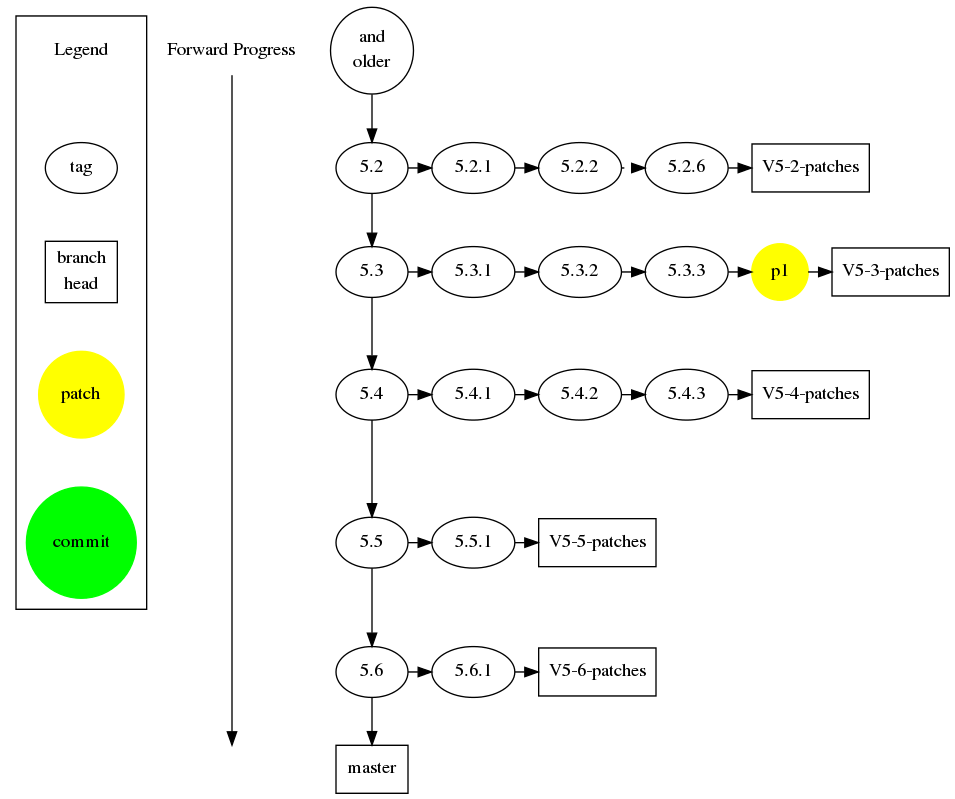 Legend
Forward Progress
and
older
tag
5.2
5.2.1
5.2.2
5.2.6
V5-2-patches
branch
head
5.3
5.3.1
5.3.2
5.3.3
p1
V5-3-patches
patch
5.4
5.4.1
5.4.2
5.4.3
V5-4-patches
commit
5.5
5.5.1
V5-5-patches
5.6
5.6.1
V5-6-patches
master